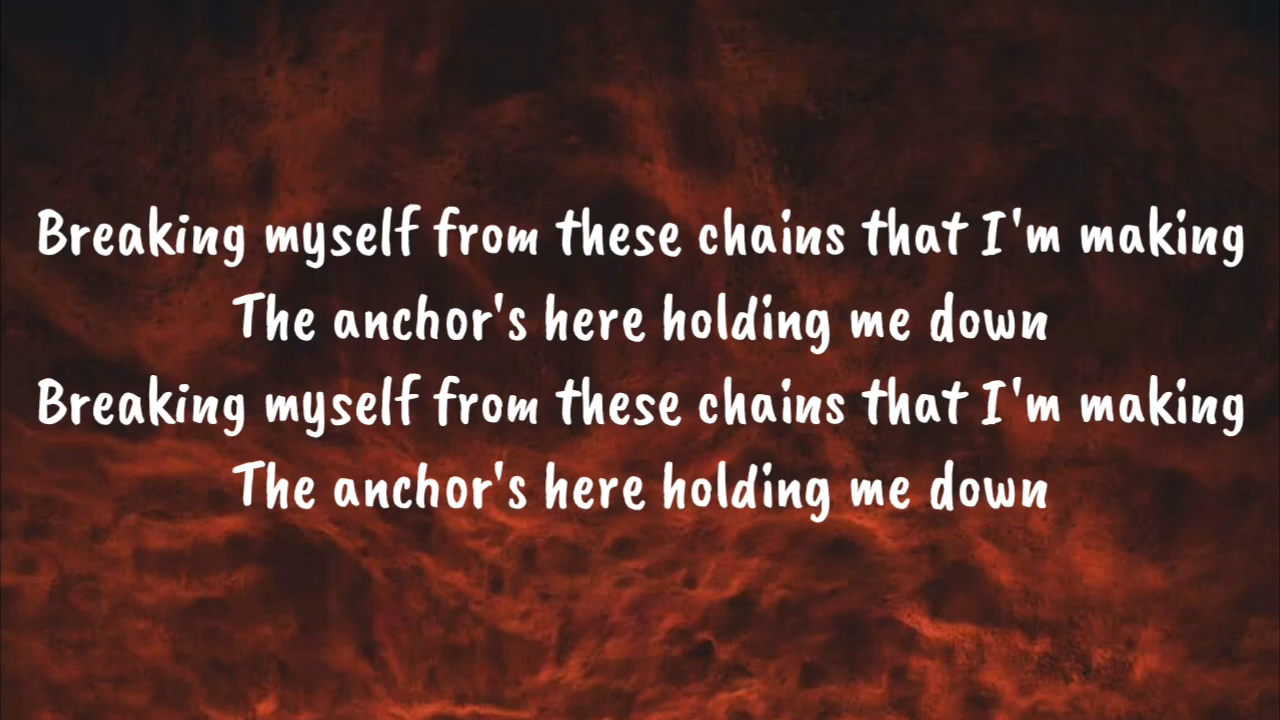 Breaking myself from these chains that I'm making
The anchor's here holding me down
Breaking myself from these chains that I'm making
The anchor's here holding me down